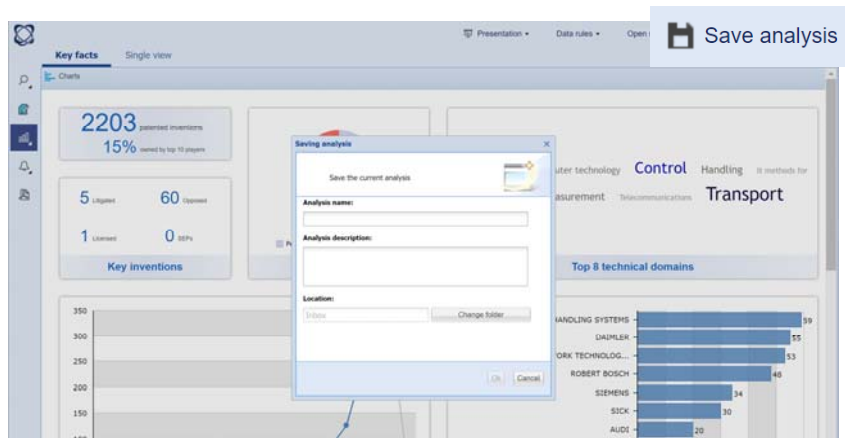 Presentation
Data rules
Open
Save analysis
Key facts
Single view
Charts
2203 patented inventions
15% owned by top 10 players
5 Litigated
60 Opposed
1 Licensed
0 SEPs
Key inventions
Saving analysis
Save the current analysis
Analysis name:
Analysis description:
Location:
Inbox
Change folder
Ok
Cancel
technology Control Handling It methods for
Telecommunications Transport
Top 8 technical domains
350
300
250
200
150
HANDLING SYSTEMS 59
DAIMLER 55
53
ROBERT BOSCH 48
SIEMENS 34
SICK 30
AUDI 20